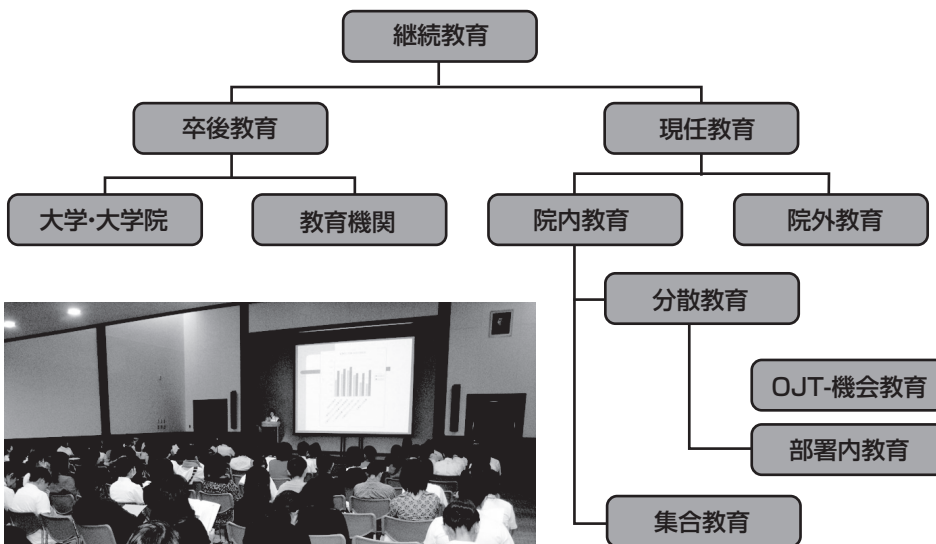 継続教育
卒後教育
現任教育
大学・大学院
教育機関
院内教育
院外教育
分散教育
OJT-機会教育
部署内教育
集合教育